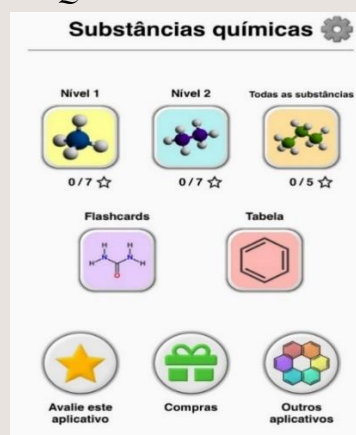 Substâncias químicas
Nível 1 Nível 2 Todas as substâncias
0/7 0/7 0/5
Flashcards Tabela
H H
H N N H
O
Avalie este aplicativo Compras Outros aplicativos